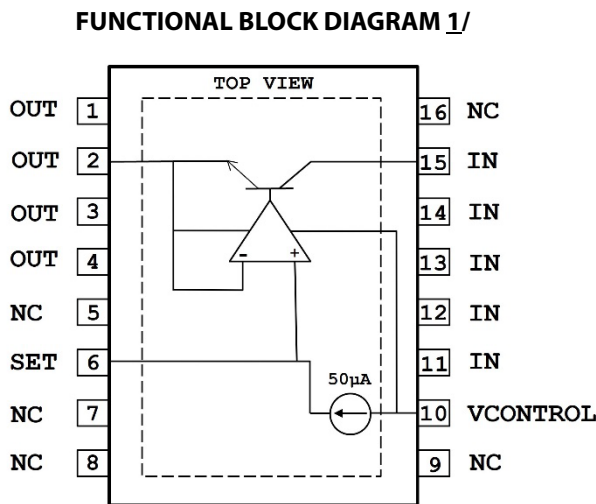 FUNCTIONAL BLOCK DIAGRAM 1/
TOP VIEW
OUT 1
16 NC
OUT 2
15 IN
OUT 3
14 IN
OUT 4
- +
13 IN
NC 5
12 IN
SET 6
11 IN
50µA
NC 7
10 VCONTROL
NC 8
9 NC